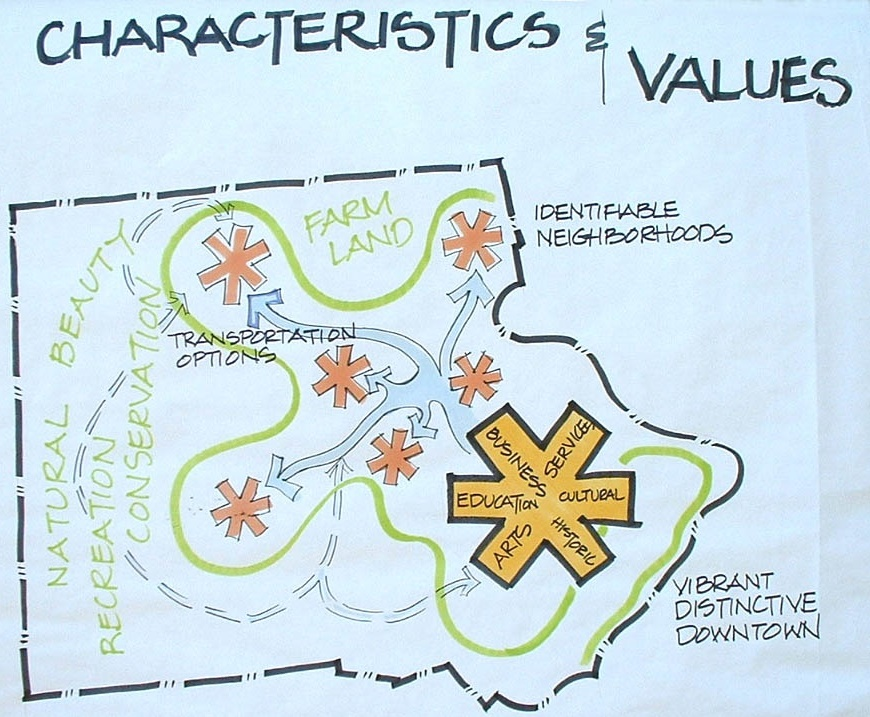 CHARACTERISTICS &
VALUES
IDENTIFIABLE
NEIGHBORHOODS
FARM
LAND
TRANSPORTATION
OPTIONS
NATURAL BEAUTY
RECREATION
CONSERVATION
BUSINESS
SERVICES
EDUCATION
CULTURAL
ARTS
HISTORIC
VIBRANT
DISTINCTIVE
DOWNTOWN